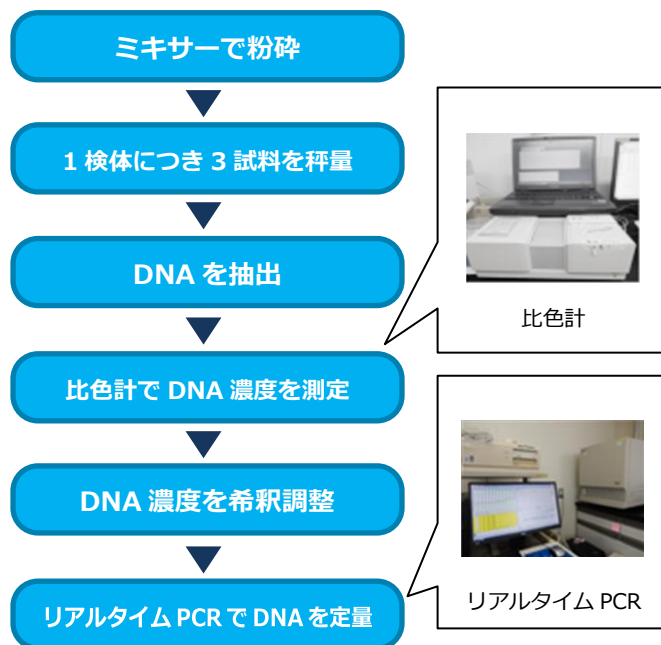 ミキサーで粉砕
1 検体につき 3 試料を秤量
DNA を抽出
比色計
比色計で DNA 濃度を測定
DNA 濃度を希釈調整
リアルタイム PCR で DNA を定量
リアルタイム PCR